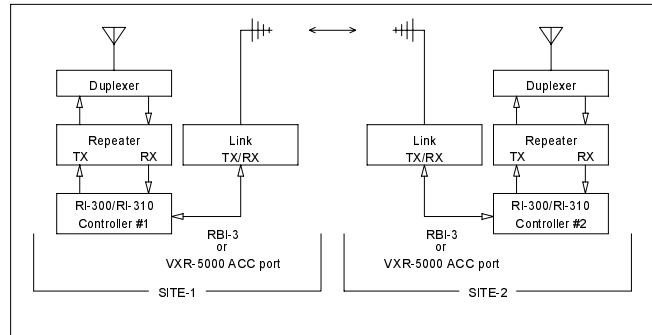 Duplexer
Repeater
TX RX
RI-300/RI-310
Controller #1
Link
TX/RX
RBI-3
or
VXR-5000 ACC port
SITE-1
Link
TX/RX
Duplexer
Repeater
TX RX
RI-300/RI-310
Controller #2
RBI-3
or
VXR-5000 ACC port
SITE-2